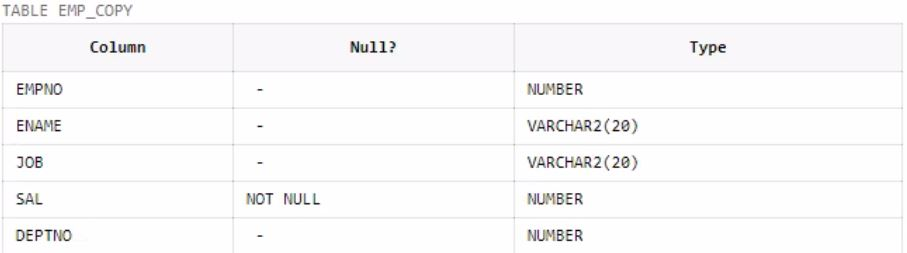 TABLE EMP_COPY
Column Null? Type
EMPNO - NUMBER
ENAME - VARCHAR2(20)
JOB - VARCHAR2(20)
SAL NOT NULL NUMBER
DEPTNO - NUMBER